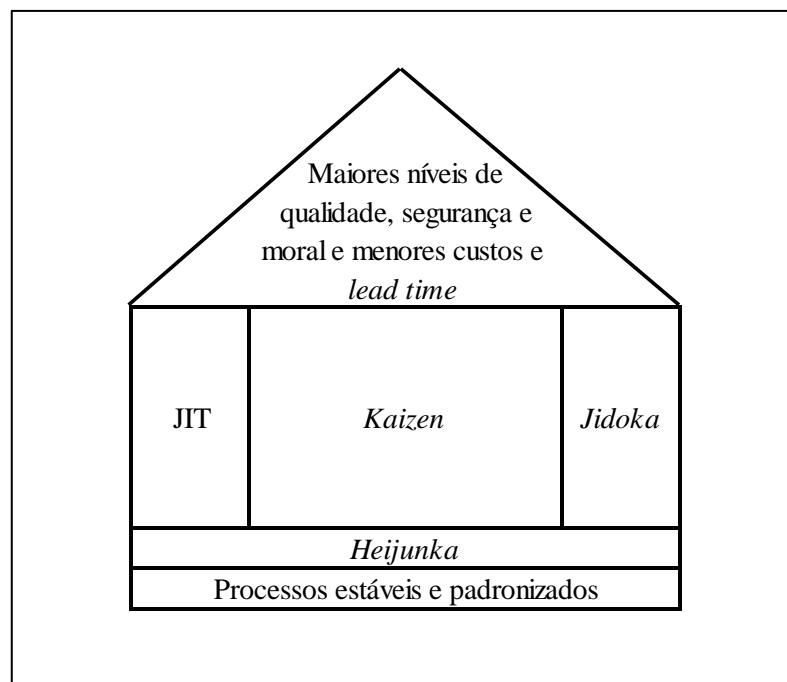 Maiores níveis de
qualidade, segurança e
moral e menores custos e
lead time
JIT
Kaizen
Jidoka
Heijunka
Processos estáveis e padronizados